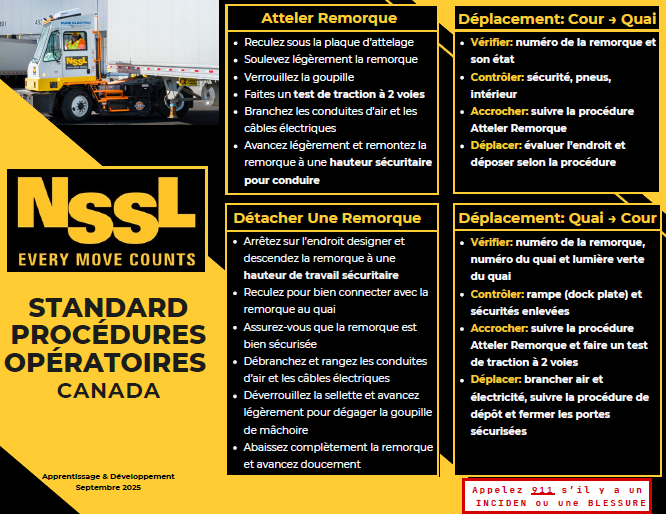 NSSL
EVERY MOVE COUNTS
STANDARD
PROCÉDURES
OPÉRATOIRES
CANADA
Apprentissage & Développement
Septembre 2025
Atteler Remorque
• Reculez sous la plaque d'attelage
• Soulevez légèrement la remorque
• Verrouillez la goupille
• Faites un test de traction à 2 voies
• Branchez les conduites d'air et les
câbles électriques
• Avancez légèrement et remontez la
remorque à une hauteur sécuritaire
pour conduire
Détacher Une Remorque
• Arrêtez sur l'endroit designer et
descendez la remorque à une
hauteur de travail sécuritaire
• Reculez pour bien connecter avec la
remorque au quai
• Assurez-vous que la remorque est
bien sécurisée
• Débranchez et rangez les conduites
d'air et les câbles électriques
• Déverrouillez la sellette et avancez
légèrement pour dégager la goupille
de mâchoire
• Abaissez complètement la remorque
et avancez doucement
Déplacement: Cour → Quai
• Vérifier: numéro de la remorque et
son état
• Contrôler: sécurité, pneus,
intérieur
• Accrocher: suivre la procédure
Atteler Remorque
• Déplacer: évaluer l'endroit et
déposer selon la procédure
Déplacement: Quai → Cour
• Vérifier: numéro de la remorque,
numéro du quai et lumière verte
du quai
• Contrôler: rampe (dock plate) et
sécurités enlevées
• Accrocher: suivre la procédure
Atteler Remorque et faire un test
de traction à 2 voies
• Déplacer: brancher air et
électricité, suivre la procédure de
dépôt et fermer les portes
sécurisées
Appelez 911 s'il y a un
INCIDEN ou une BLESSURE